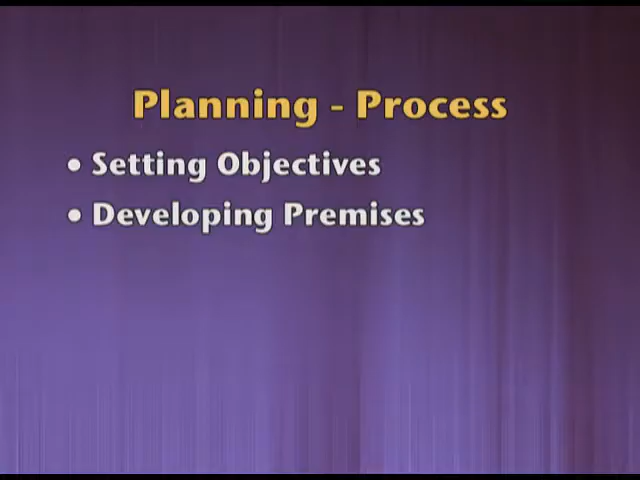 Planning - Process
• Setting Objectives
• Developing Premises